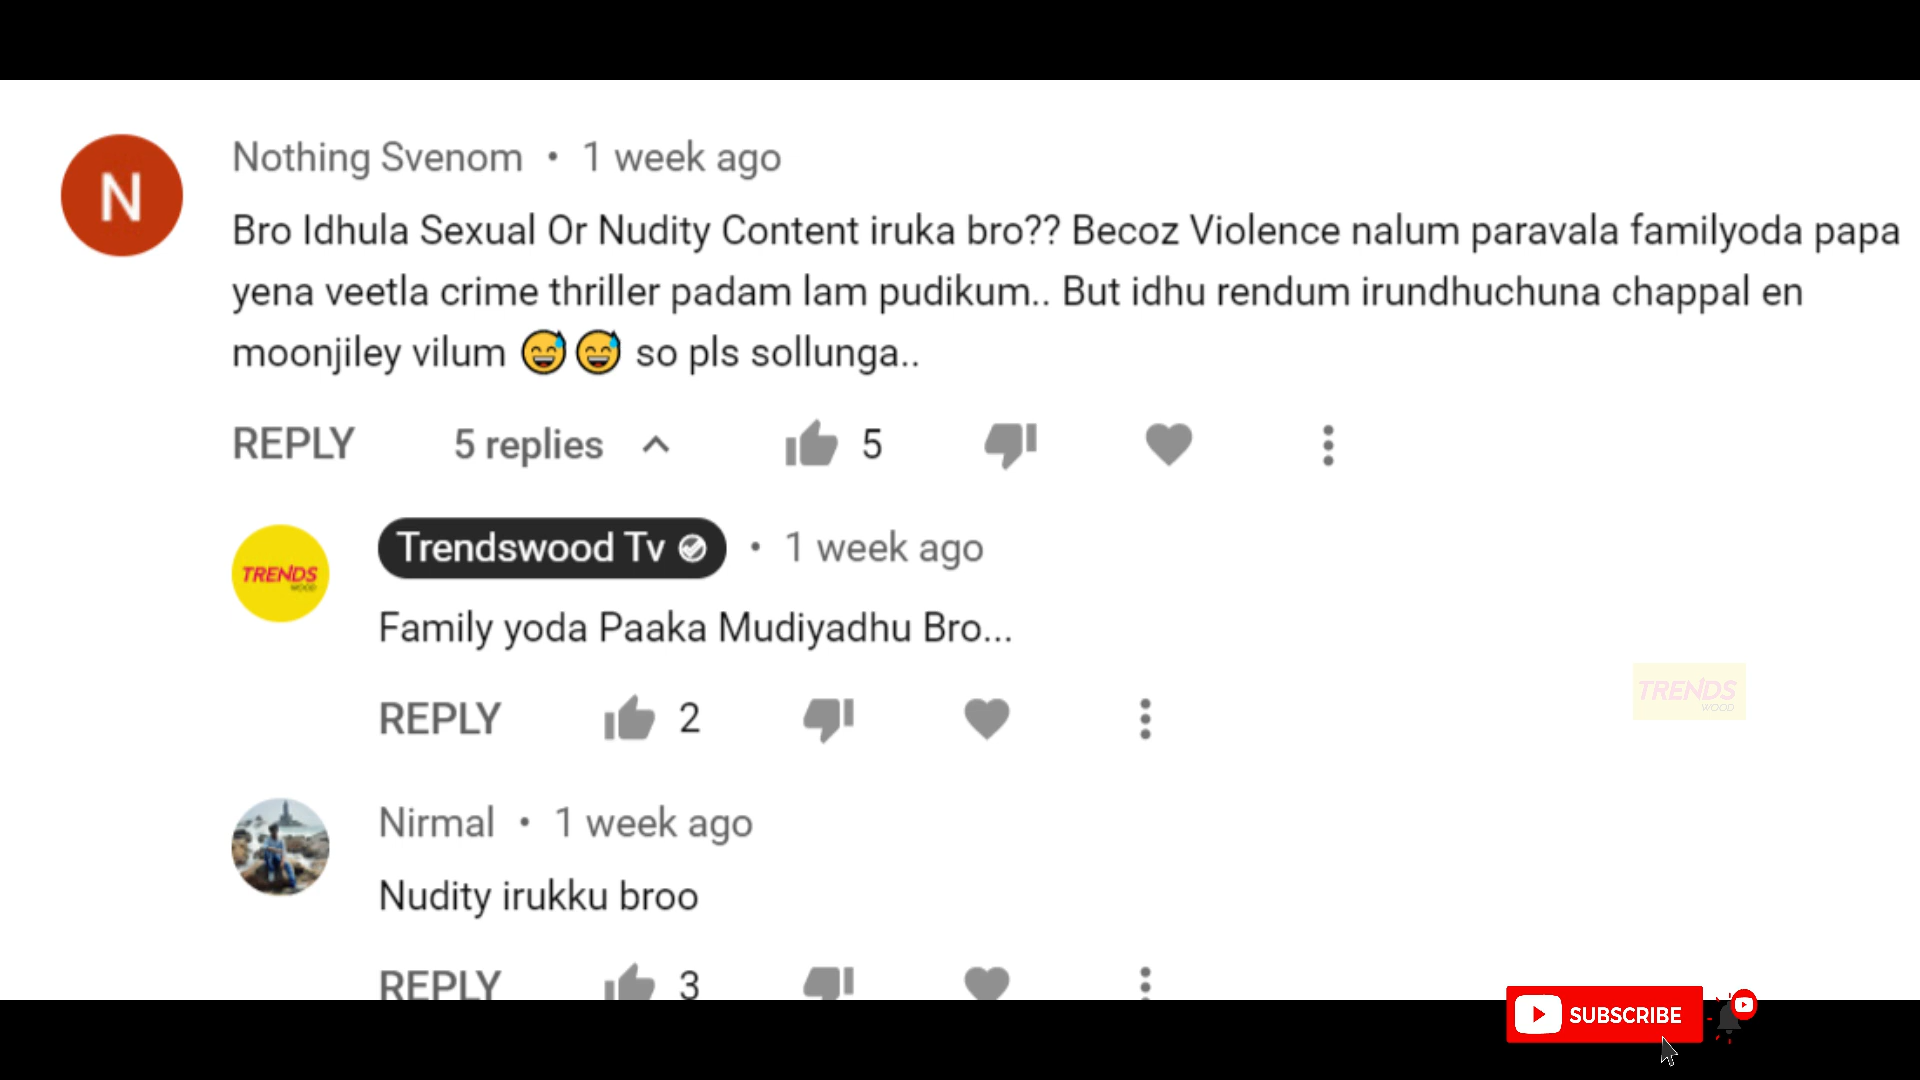 Nothing Svenom • 1 week ago
N
Bro Idhula Sexual Or Nudity Content iruka bro?? Becoz Violence nalum paravala familyoda papa
yena veetla crime thriller padam lam pudikum.. But idhu rendum irundhuchuna chappal en
moonjiley vilum 😅😅 so pls sollunga..
REPLY 5 replies 5
Trendswood Tv • 1 week ago
TRENDS
WOOD
Family yoda Paaka Mudiyadhu Bro...
TRENDS
WOOD
REPLY 2
Nirmal • 1 week ago
Nudity irukku broo
REPLY 3
SUBSCRIBE